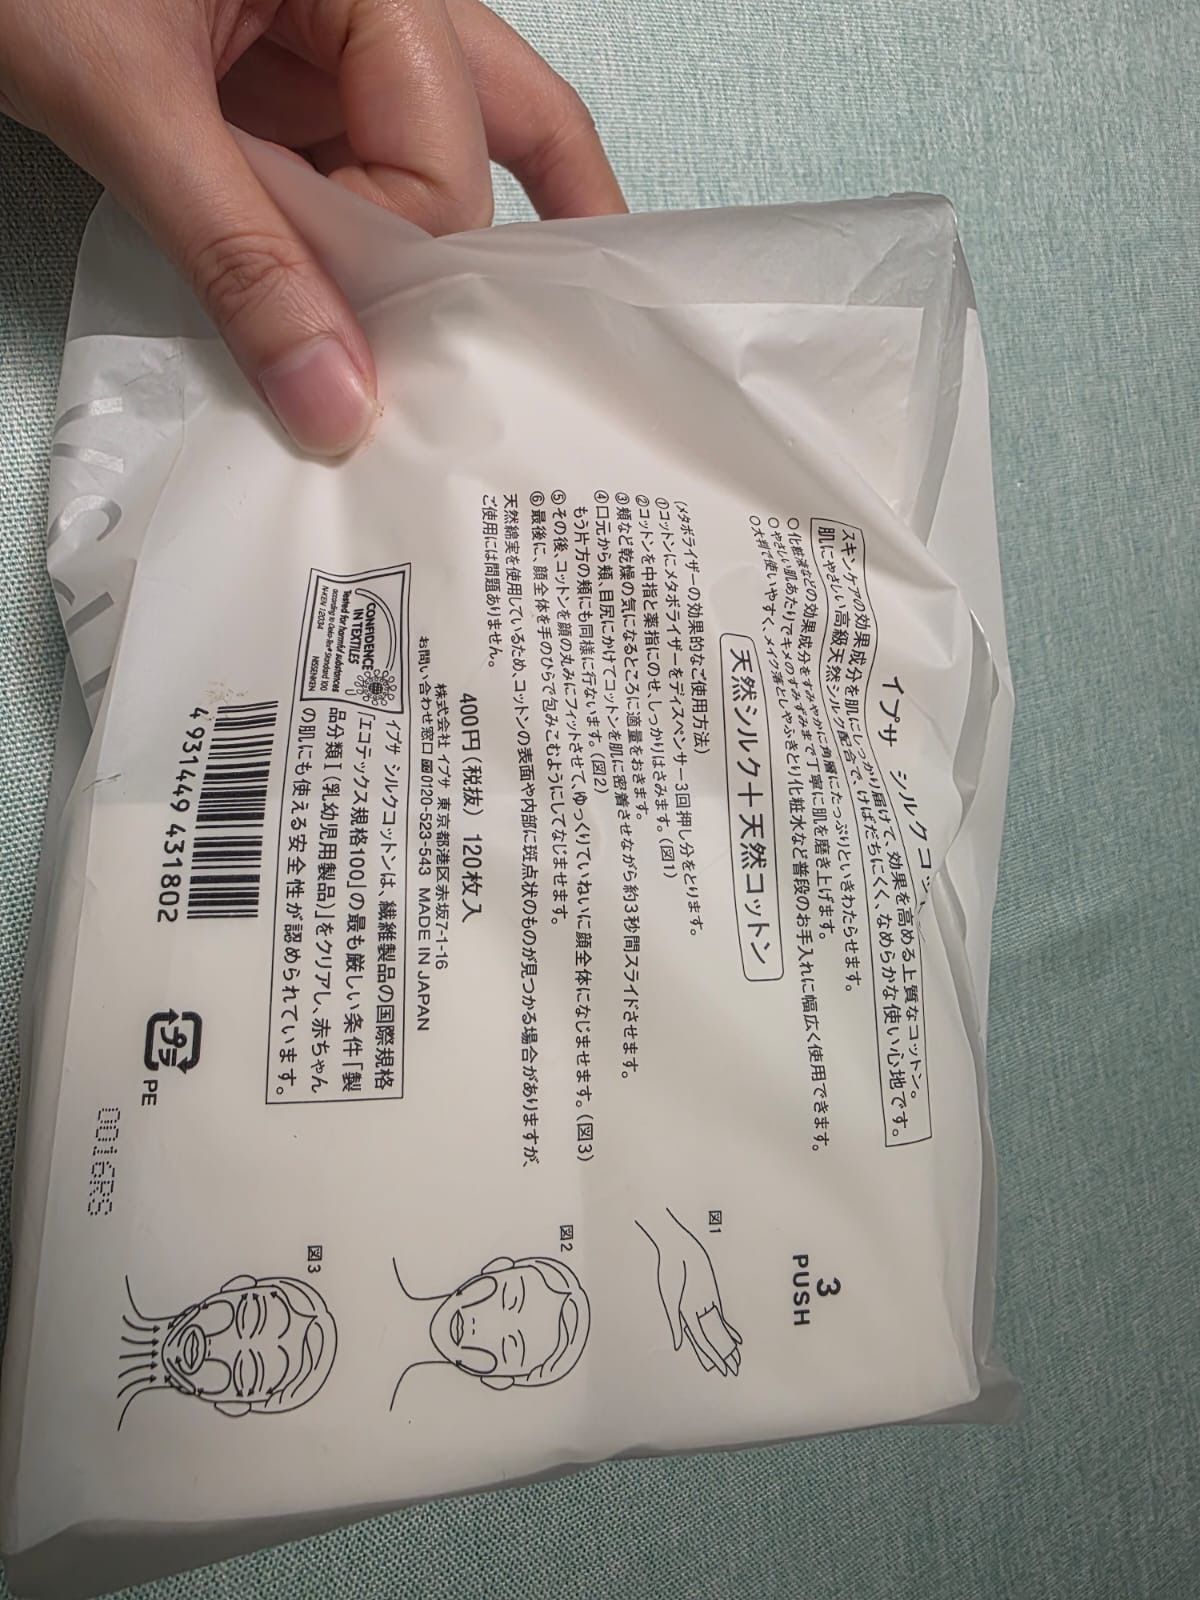 イプサ シルクコッ
スキンケアの効果成分を肌にしっかり届けて、効果を高める上質なコットン。
肌にやさしい高級天然シルク配合で、けばだちにくく、なめらかな使い心地です。
○化粧液などの効果成分をすみやかに角層にたっぷりといきわたらせます。
○やさしい肌あたりでキメのすみずみまで丁寧に肌を磨き上げます。
○大判で使いやすく、メイク落としやふきとり化粧水など普段のお手入れに幅広く使用できます。
天然シルク＋天然コットン
(メタボライザーの効果的なご使用方法)
①コットンにメタボライザーをディスペンサー3回押し分をとります。
②コットンを中指と薬指にのせ、しっかりはさみます。(図1)
③頬など乾燥の気になるところに適量をおきます。
④口元から頬、目尻にかけてコットンを肌に密着させながら約3秒間スライドさせます。
もう片方の頬にも同様に行ないます。(図2)
⑤その後、コットンを顔の丸みにフィットさせて、ゆっくりていねいに顔全体になじませます。(図3)
⑥最後に、顔全体を手のひらで包みこむようにしてなじませます。
天然綿実を使用しているため、コットンの表面や内部に斑点状のものが見つかる場合がありますが、
ご使用には問題ありません。
400円(税抜) 120枚入
株式会社 イプサ 東京都港区赤坂7-1-16
お問い合わせ窓口 0120-523-543 MADE IN JAPAN
CONFIDENCE
IN TEXTILES
Tested for harmful substances
according to Oeko-Tex® Standard 100
HISSENKEN
イプサ シルクコットンは、繊維製品の国際規格
「エコテックス規格100」の最も厳しい条件「製
品分類Ⅰ(乳幼児用製品)」をクリアし、赤ちゃん
の肌にも使える安全性が認められています。
4 931449 431802
プラ
PE
0016RS
3
PUSH
図1
図2
図3